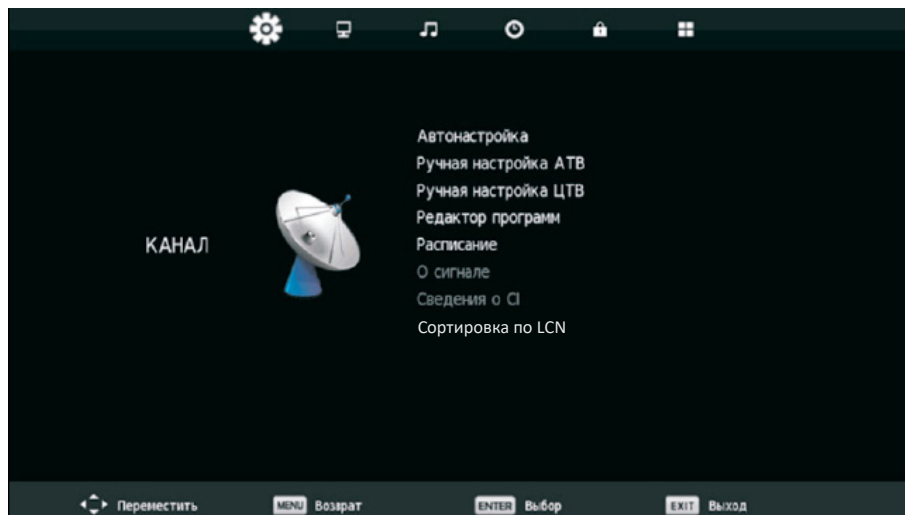 Автонастройка
Ручная настройка АТВ
Ручная настройка ЦТВ
Редактор программ
КАНАЛ
Расписание
О сигнале
Сведения о CI
Сортировка по LCN
Переместить MENU Возврат ENTER Выбор EXIT Выход